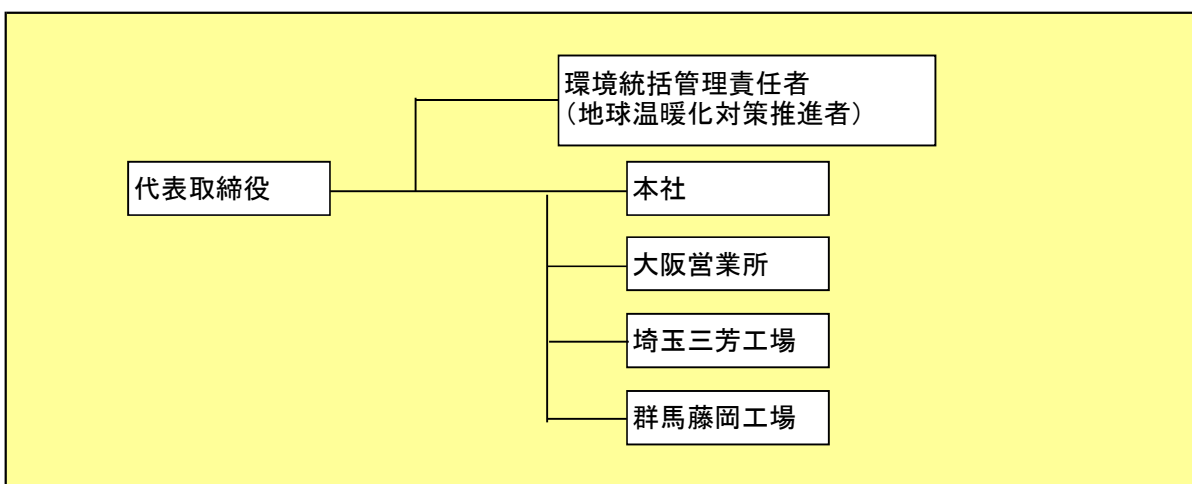 環境統括管理責任者
（地球温暖化対策推進者）
代表取締役
本社
大阪営業所
埼玉三芳工場
群馬藤岡工場